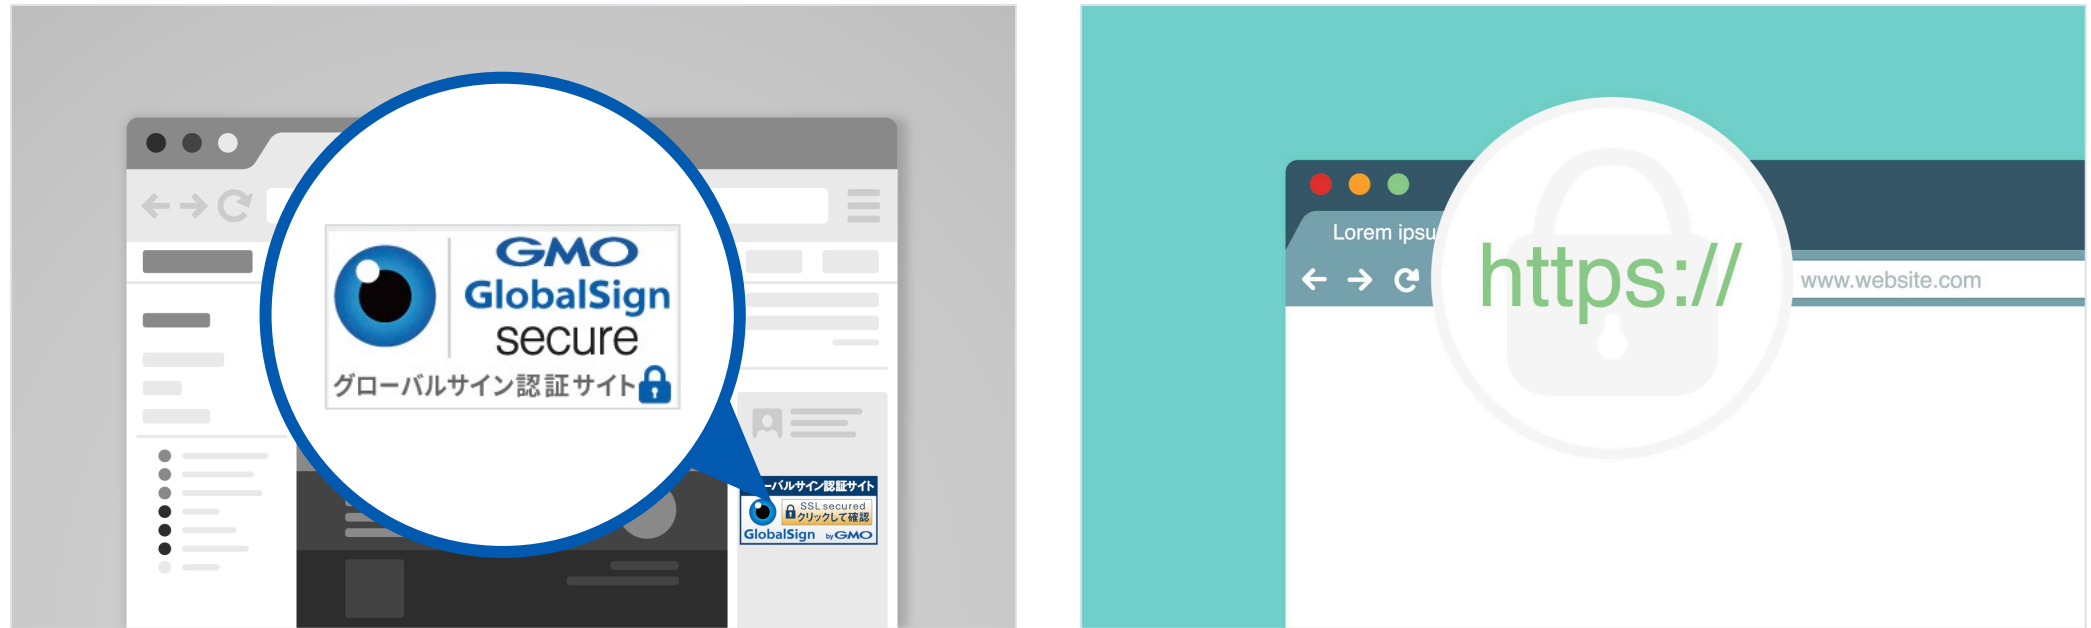 GMO
GlobalSign
secure
グローバルサイン認証サイト
ーバルサイン認証サイト
SSL secured
クリックして確認
GlobalSign by GMO
Lorem ipsu
https://
www.website.com